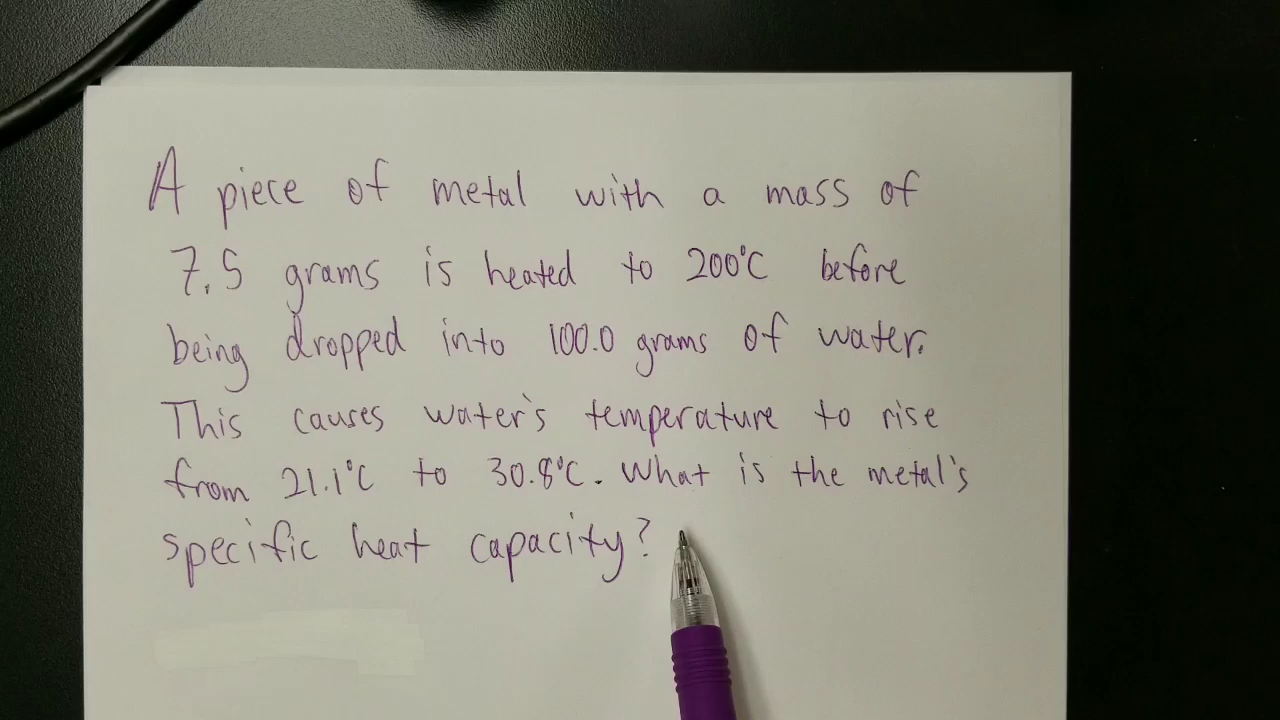 A piece of metal with a mass of
7.5 grams is heated to 200°C before
being dropped into 100.0 grams of water.
This causes water's temperature to rise
from 21.1°C to 30.8°C. What is the metal's
specific heat capacity?